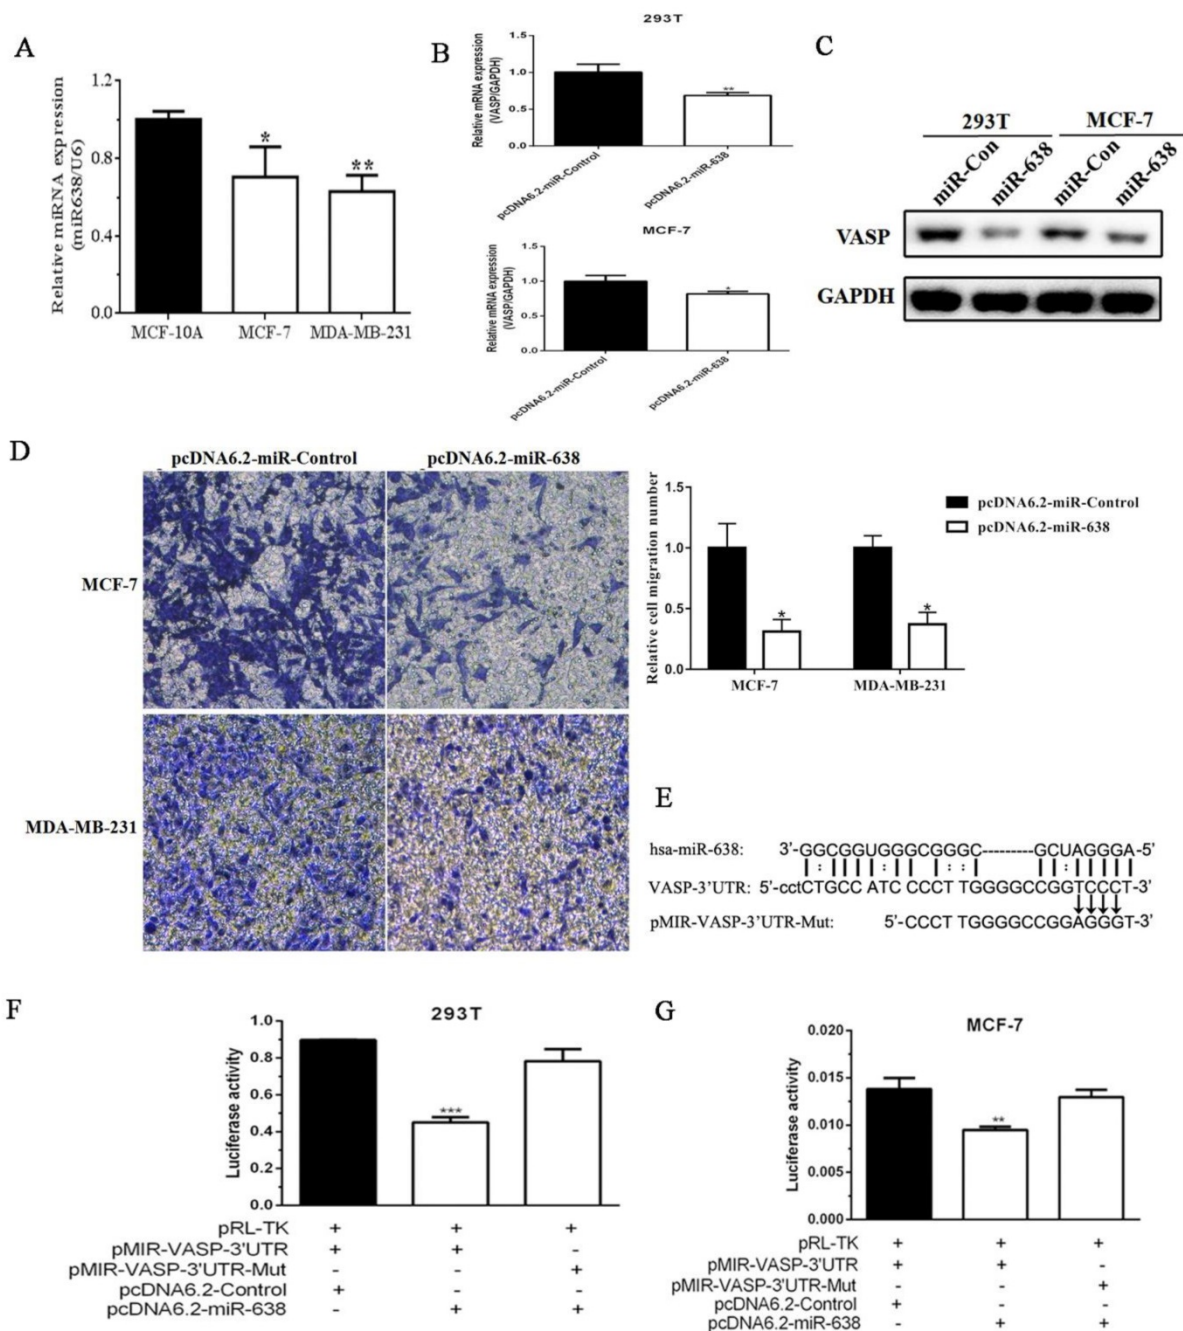 A
Relative miRNA expression
(miR638/U6)
1.2
0.9
0.6
0.3
0.0
*
**
MCF-10A MCF-7 MDA-MB-231
B
293T
Relative mRNA expression
(VASP/GAPDH)
1.5
1.0
0.5
0.0
**
pcDNA6.2-miR-Control
pcDNA6.2-miR-638
MCF-7
Relative mRNA expression
(VASP/GAPDH)
1.5
1.0
0.5
0.0
*
pcDNA6.2-miR-Control
pcDNA6.2-miR-638
C
293T MCF-7
miR-Con miR-638 miR-Con miR-638
VASP
GAPDH
D
pcDNA6.2-miR-Control pcDNA6.2-miR-638
MCF-7
MDA-MB-231
Relative cell migration number
1.5
1.0
0.5
0.0
*
*
MCF-7 MDA-MB-231
pcDNA6.2-miR-Control
pcDNA6.2-miR-638
E
hsa-miR-638: 3'-GGCGGUGGGCGGGC--------GCUAGGGA-5'
VASP-3'UTR: 5'-cctCTGCCATCCCCTTGGGGCCGGTCCCT-3'
pMIR-VASP-3'UTR-Mut: 5'-CCCTTGGGGCCGGAGGGT-3'
F
293T
Luciferase activity
1.0
0.8
0.6
0.4
0.2
0.0
***
pRL-TK + + +
pMIR-VASP-3'UTR + + -
pMIR-VASP-3'UTR-Mut - - +
pcDNA6.2-Control + - -
pcDNA6.2-miR-638 - + +
G
MCF-7
Luciferase activity
0.020
0.015
0.010
0.005
0.000
**
pRL-TK + + +
pMIR-VASP-3'UTR + + -
pMIR-VASP-3'UTR-Mut - - +
pcDNA6.2-Control + - -
pcDNA6.2-miR-638 - + +